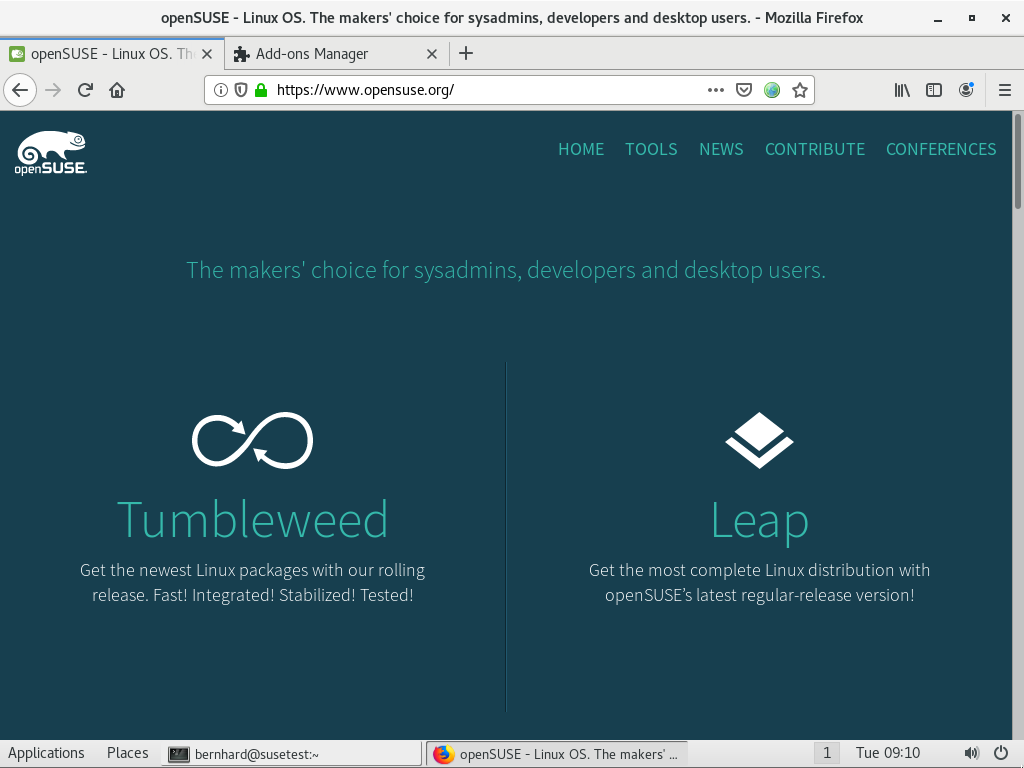 openSUSE - Linux OS. The makers' choice for sysadmins, developers and desktop users. - Mozilla Firefox
openSUSE - Linux OS. Th
Add-ons Manager
https://www.opensuse.org/
openSUSE.
HOME TOOLS NEWS CONTRIBUTE CONFERENCES
The makers' choice for sysadmins, developers and desktop users.
Tumbleweed
Get the newest Linux packages with our rolling
release. Fast! Integrated! Stabilized! Tested!
Leap
Get the most complete Linux distribution with
openSUSE’s latest regular-release version!
Applications Places bernhard@susetest:~ openSUSE - Linux OS. The makers' ... 1 Tue 09:10